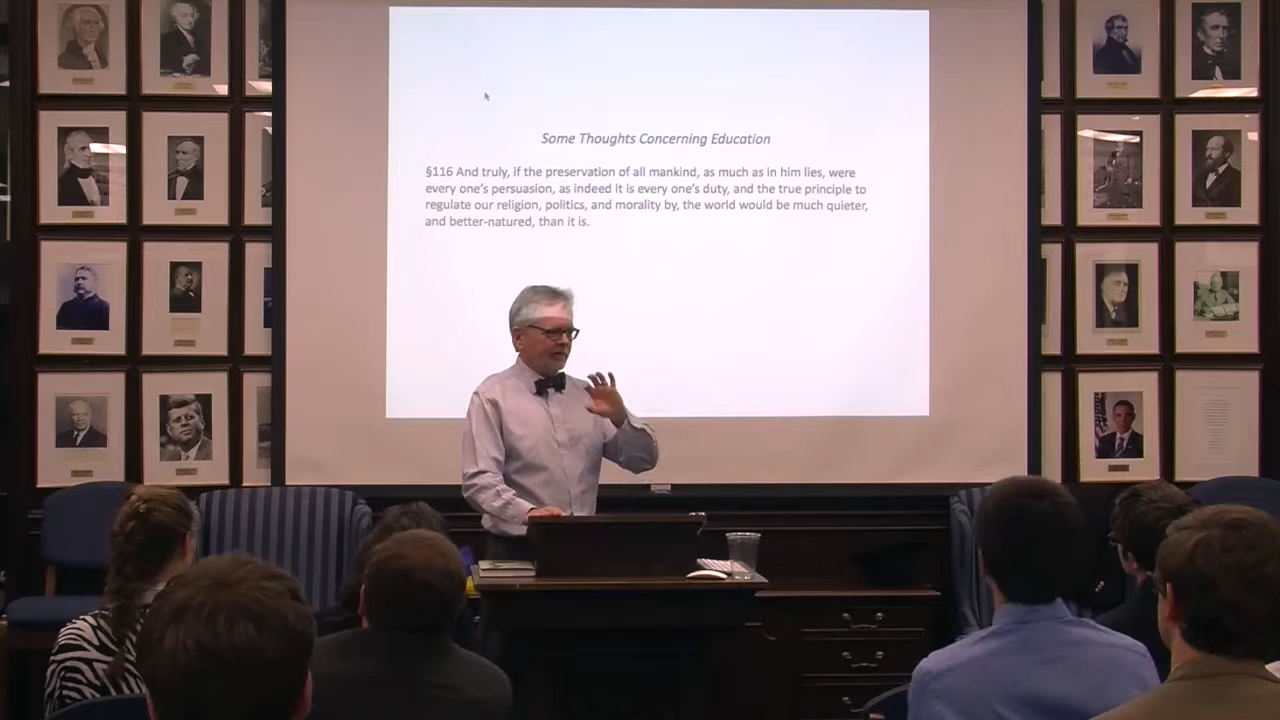 Some Thoughts Concerning Education
§116 And truly, if the preservation of all mankind, as much as in him lies, were
every one's persuasion, as indeed it is every one's duty, and the true principle to
regulate our religion, politics, and morality by, the world would be much quieter,
and better-natured, than it is.